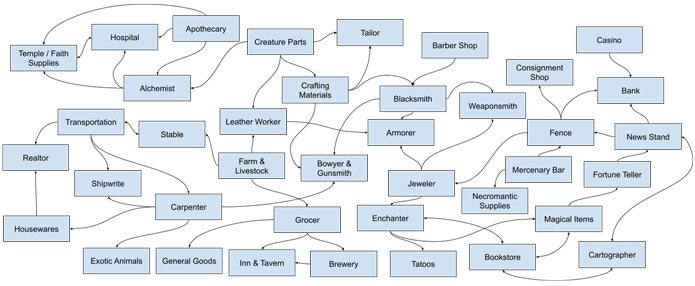 Apothecary
Hospital
Temple / Faith
Supplies
Alchemist
Creature Parts
Tailor
Barber Shop
Casino
Consignment
Shop
Bank
Crafting
Materials
Blacksmith
Weaponsmith
Transportation
Stable
Leather Worker
Armorer
Fence
News Stand
Realtor
Farm &
Livestock
Bowyer &
Gunsmith
Mercenary Bar
Fortune Teller
Shipwrite
Jeweler
Necromantic
Supplies
Carpenter
Grocer
Enchanter
Magical Items
Housewares
Exotic Animals
General Goods
Inn & Tavern
Brewery
Tatoos
Bookstore
Cartographer